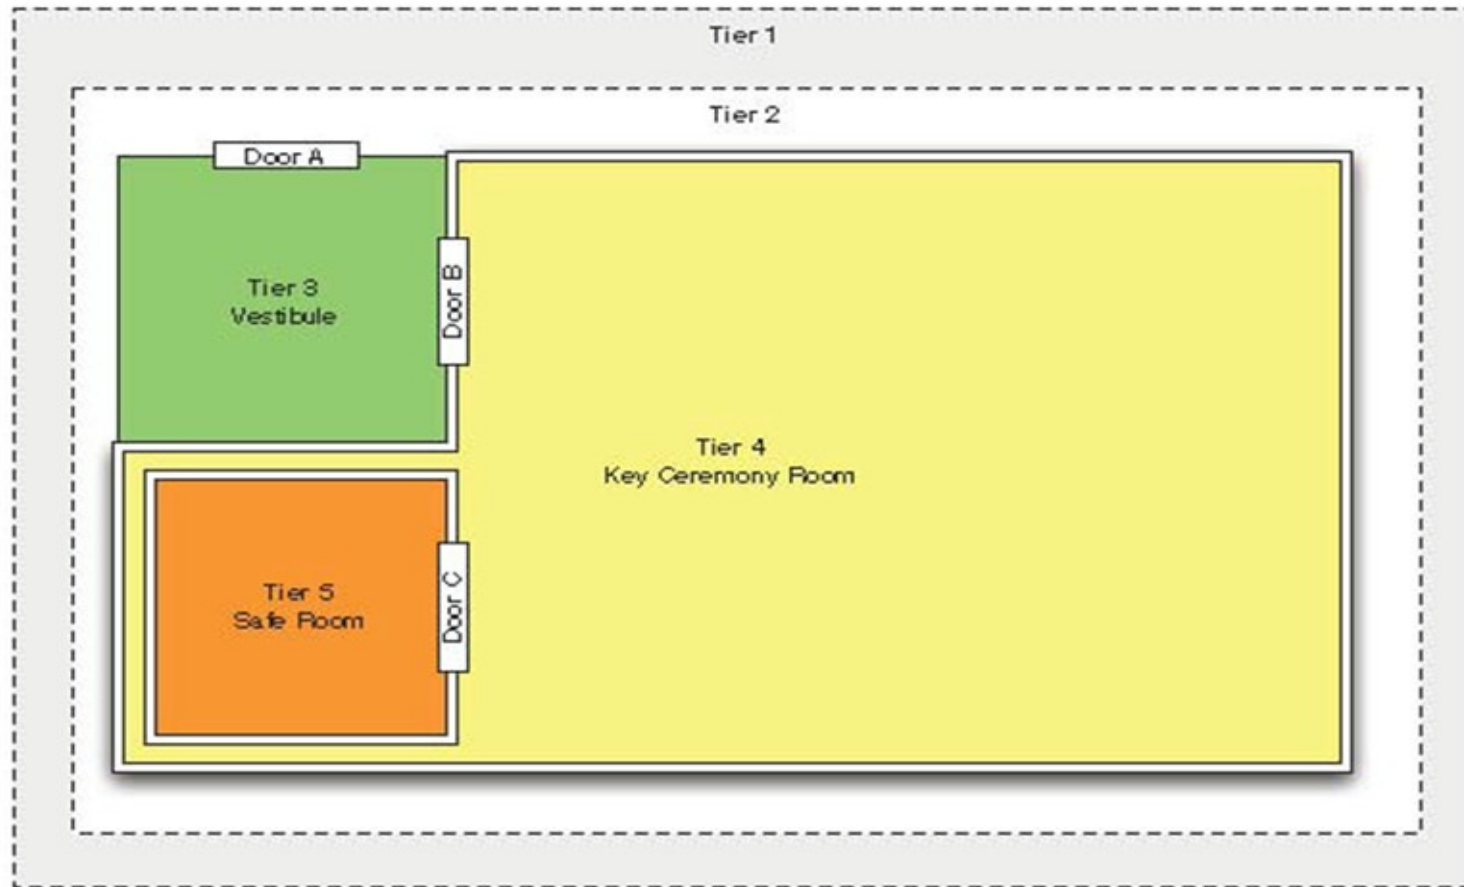 Tier 1
Tier 2
Door A
Tier 3
Vestibule
Door B
Tier 4
Key Ceremony Room
Tier 5
Safe Room
Door C